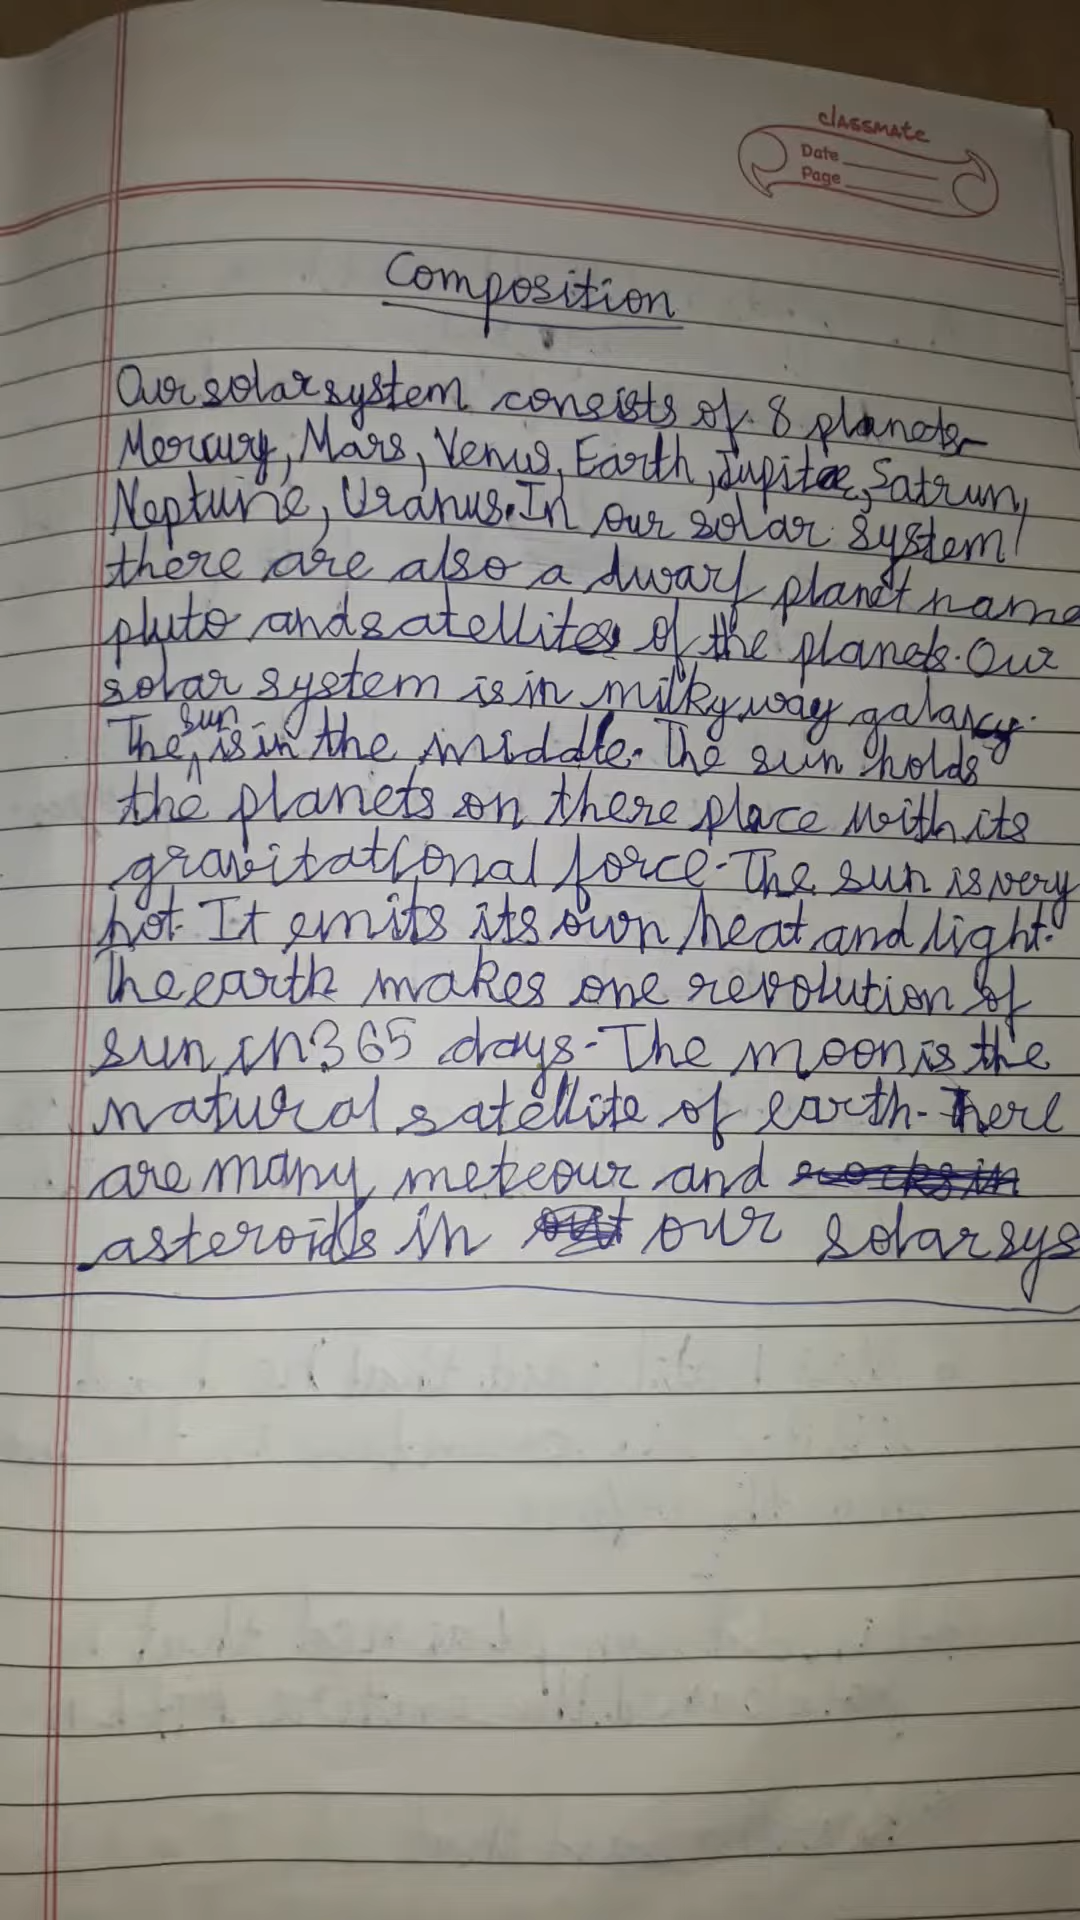 classmate
Date
Page
Composition
Our solar system consists of 8 planets-
Mercury, Mars, Venus, Earth, Jupiter, Satrun,
Neptune, Uranus. In our solar system
there are also a dwarf planet name
pluto and satellites of the planets. Our
solar system is in milkyway galaxy.
The sun is in the middle. The sun holds
the planets on there place with its
gravitational force. The sun is very
hot. It emits its own heat and light.
The earth makes one revolution of
sun in 365 days. The moon is the
natural satellite of earth. There
are many meteour and
asteroids in our solar sys